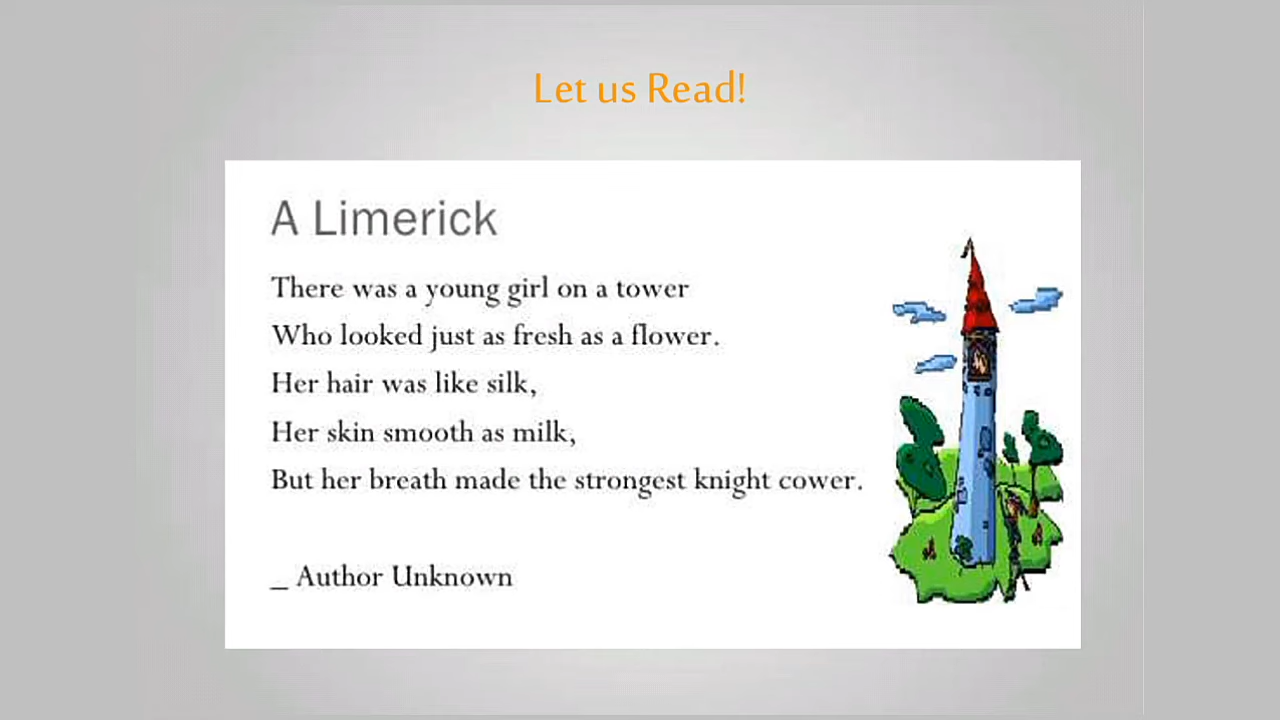 Let us Read!
A Limerick
There was a young girl on a tower
Who looked just as fresh as a flower.
Her hair was like silk,
Her skin smooth as milk,
But her breath made the strongest knight cower.
_ Author Unknown